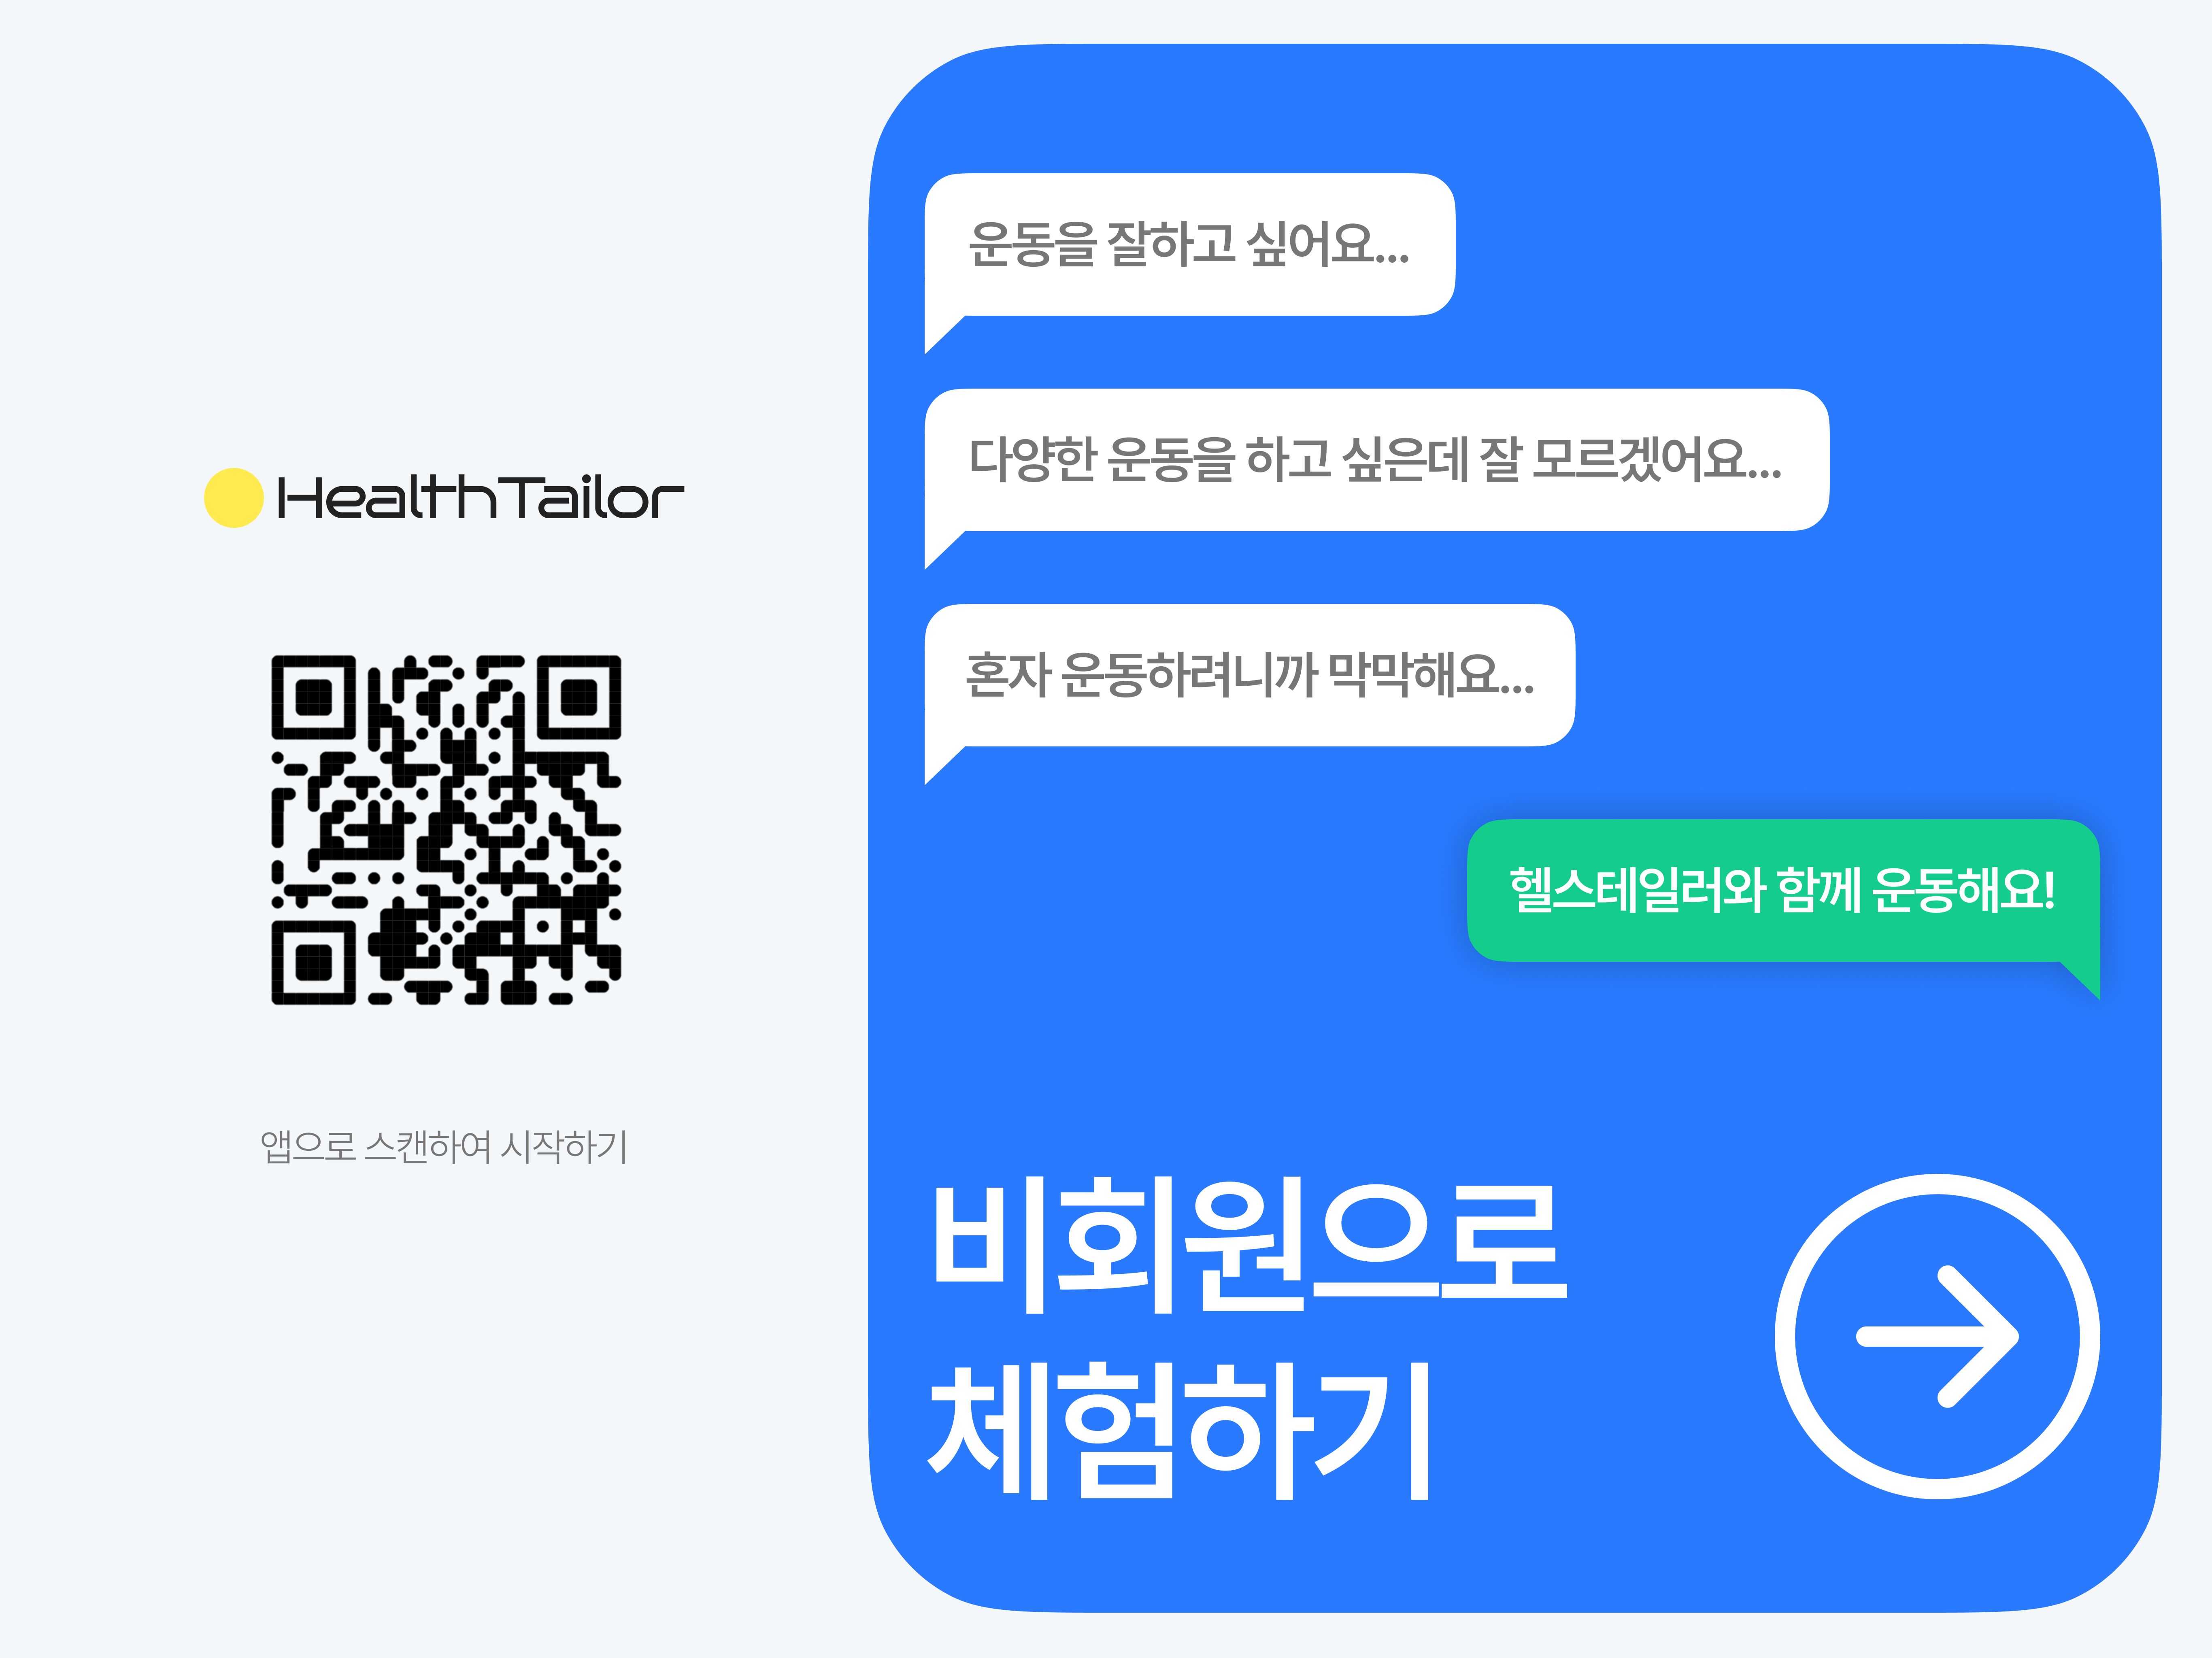 HealthTailor
앱으로 스캔하여 시작하기
운동을 잘하고 싶어요...
다양한 운동을 하고 싶은데 잘 모르겠어요...
혼자 운동하려니까 막막해요...
헬스테일러와 함께 운동해요!
비회원으로
체험하기